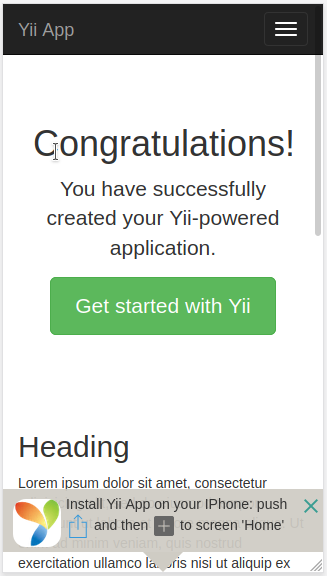 Yii App
Congratulations!
You have successfully
created your Yii-powered
application.
Get started with Yii
Heading
Lorem ipsum dolor sit amet, consectetur
Install Yii App on your IPhone: push
and then to screen 'Home'
Ut
minim veniam, quis nostrud
exercitation ullamco laboris nisi ut aliquip ex